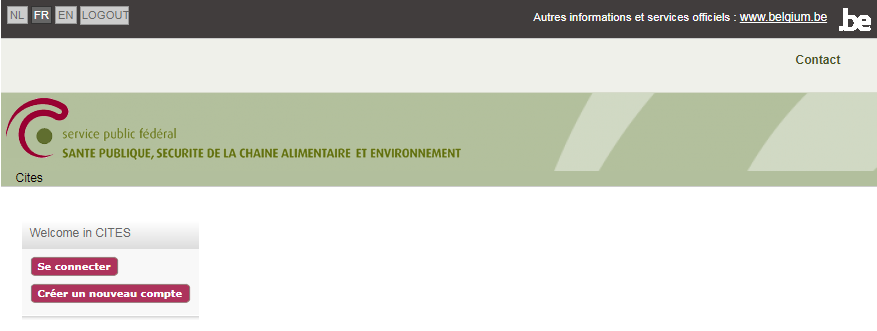 NL FR EN LOGOUT Autres informations et services officiels : www.belgium.be .be
Contact
service public fédéral
SANTE PUBLIQUE, SECURITE DE LA CHAINE ALIMENTAIRE ET ENVIRONNEMENT
Cites
Welcome in CITES
Se connecter
Créer un nouveau compte